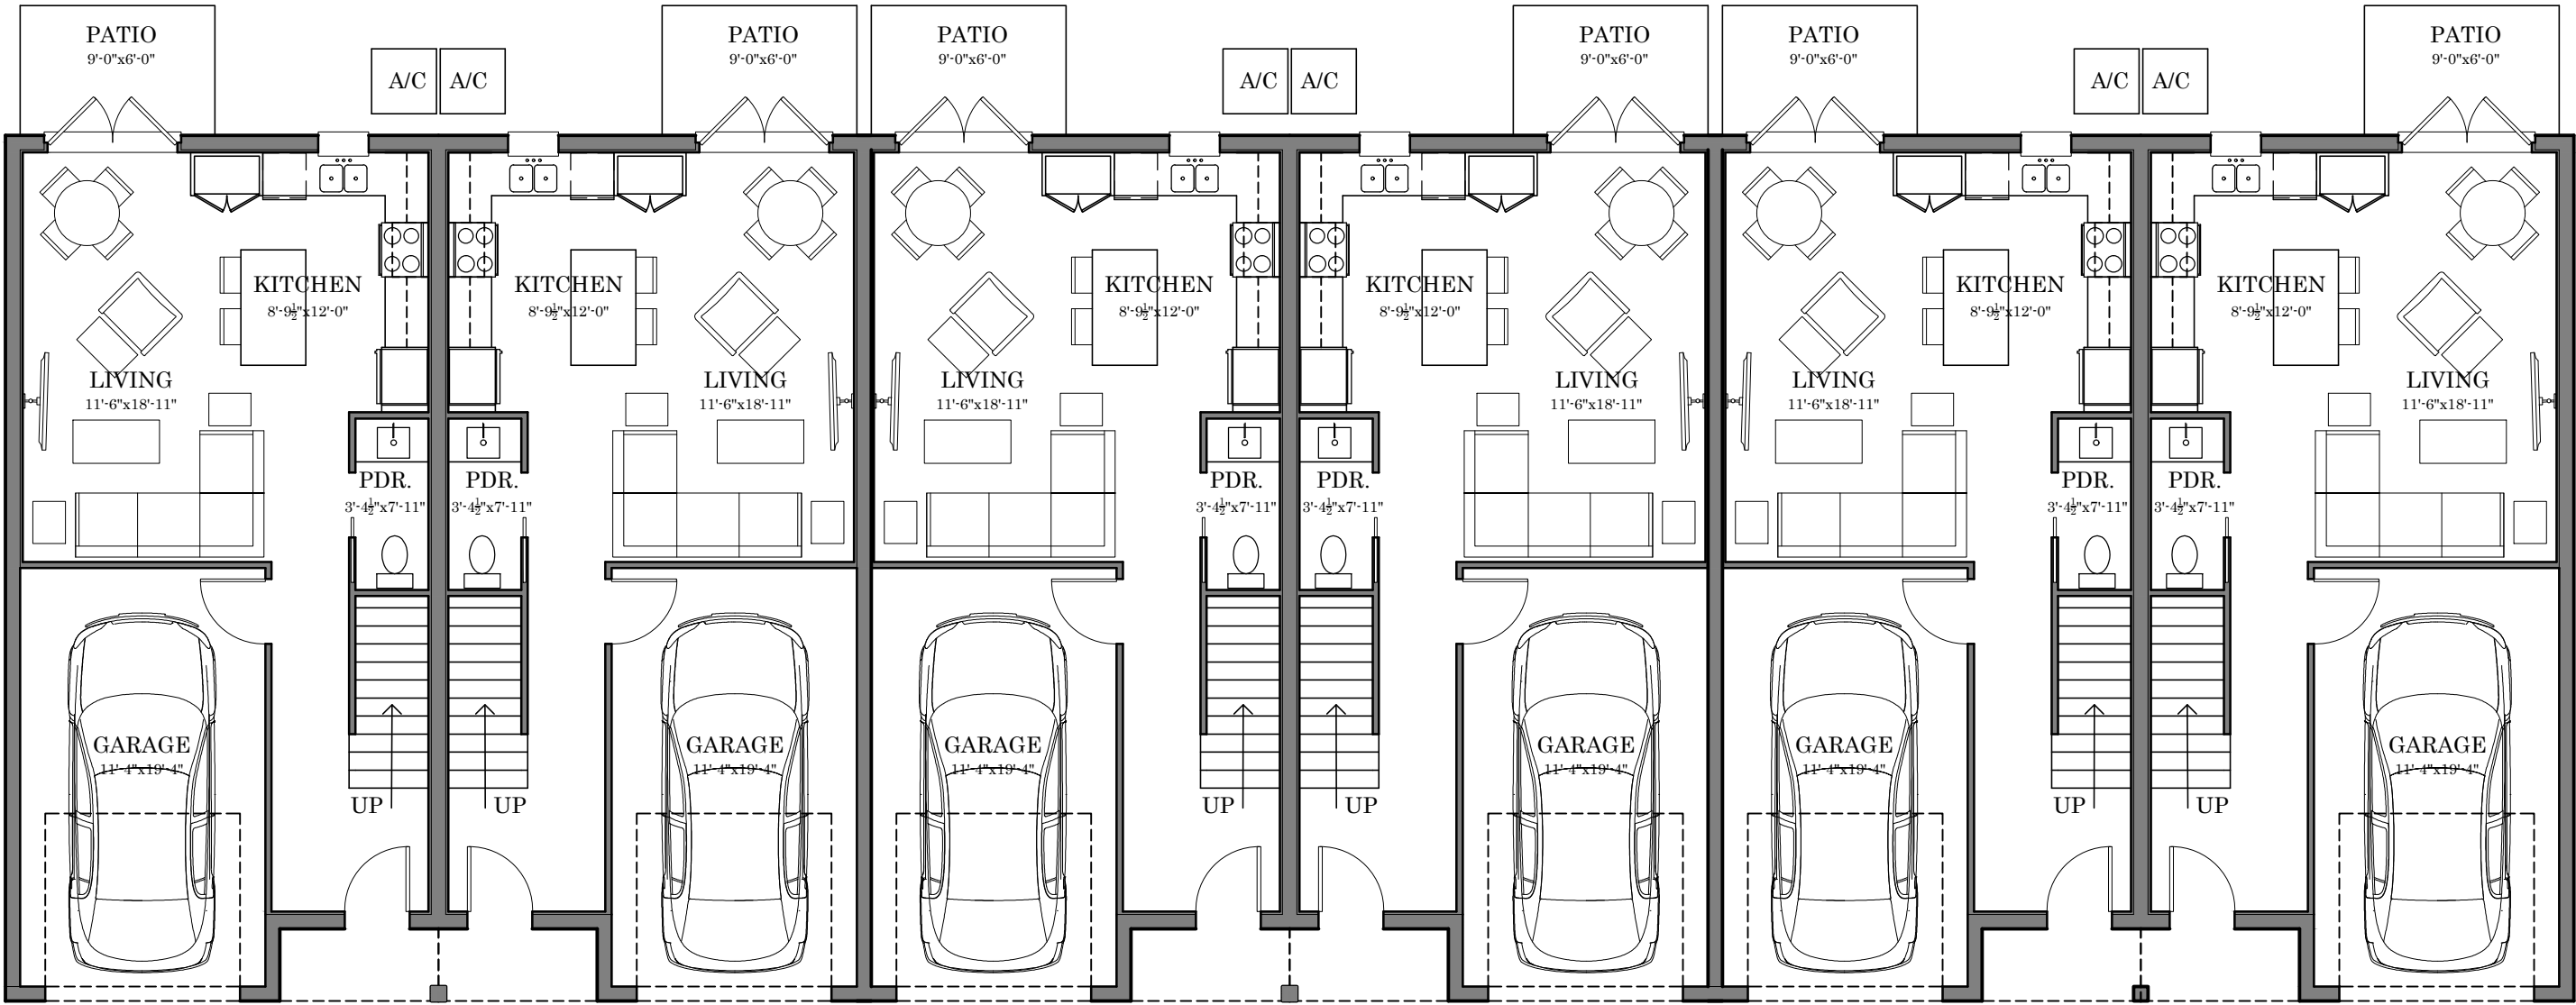 PATIO
9'-0"x6'-0"
A/C
A/C
PATIO
9'-0"x6'-0"
PATIO
9'-0"x6'-0"
A/C
A/C
PATIO
9'-0"x6'-0"
PATIO
9'-0"x6'-0"
A/C
A/C
PATIO
9'-0"x6'-0"
KITCHEN
8'-9½"x12'-0"
KITCHEN
8'-9½"x12'-0"
KITCHEN
8'-9½"x12'-0"
KITCHEN
8'-9½"x12'-0"
KITCHEN
8'-9½"x12'-0"
KITCHEN
8'-9½"x12'-0"
LIVING
11'-6"x18'-11"
LIVING
11'-6"x18'-11"
LIVING
11'-6"x18'-11"
LIVING
11'-6"x18'-11"
LIVING
11'-6"x18'-11"
LIVING
11'-6"x18'-11"
PDR.
3'-4½"x7'-11"
PDR.
3'-4½"x7'-11"
PDR.
3'-4½"x7'-11"
PDR.
3'-4½"x7'-11"
PDR.
3'-4½"x7'-11"
PDR.
3'-4½"x7'-11"
GARAGE
11'-4"x19'-4"
GARAGE
11'-4"x19'-4"
GARAGE
11'-4"x19'-4"
GARAGE
11'-4"x19'-4"
GARAGE
11'-4"x19'-4"
GARAGE
11'-4"x19'-4"
UP
UP
UP
UP
UP
UP